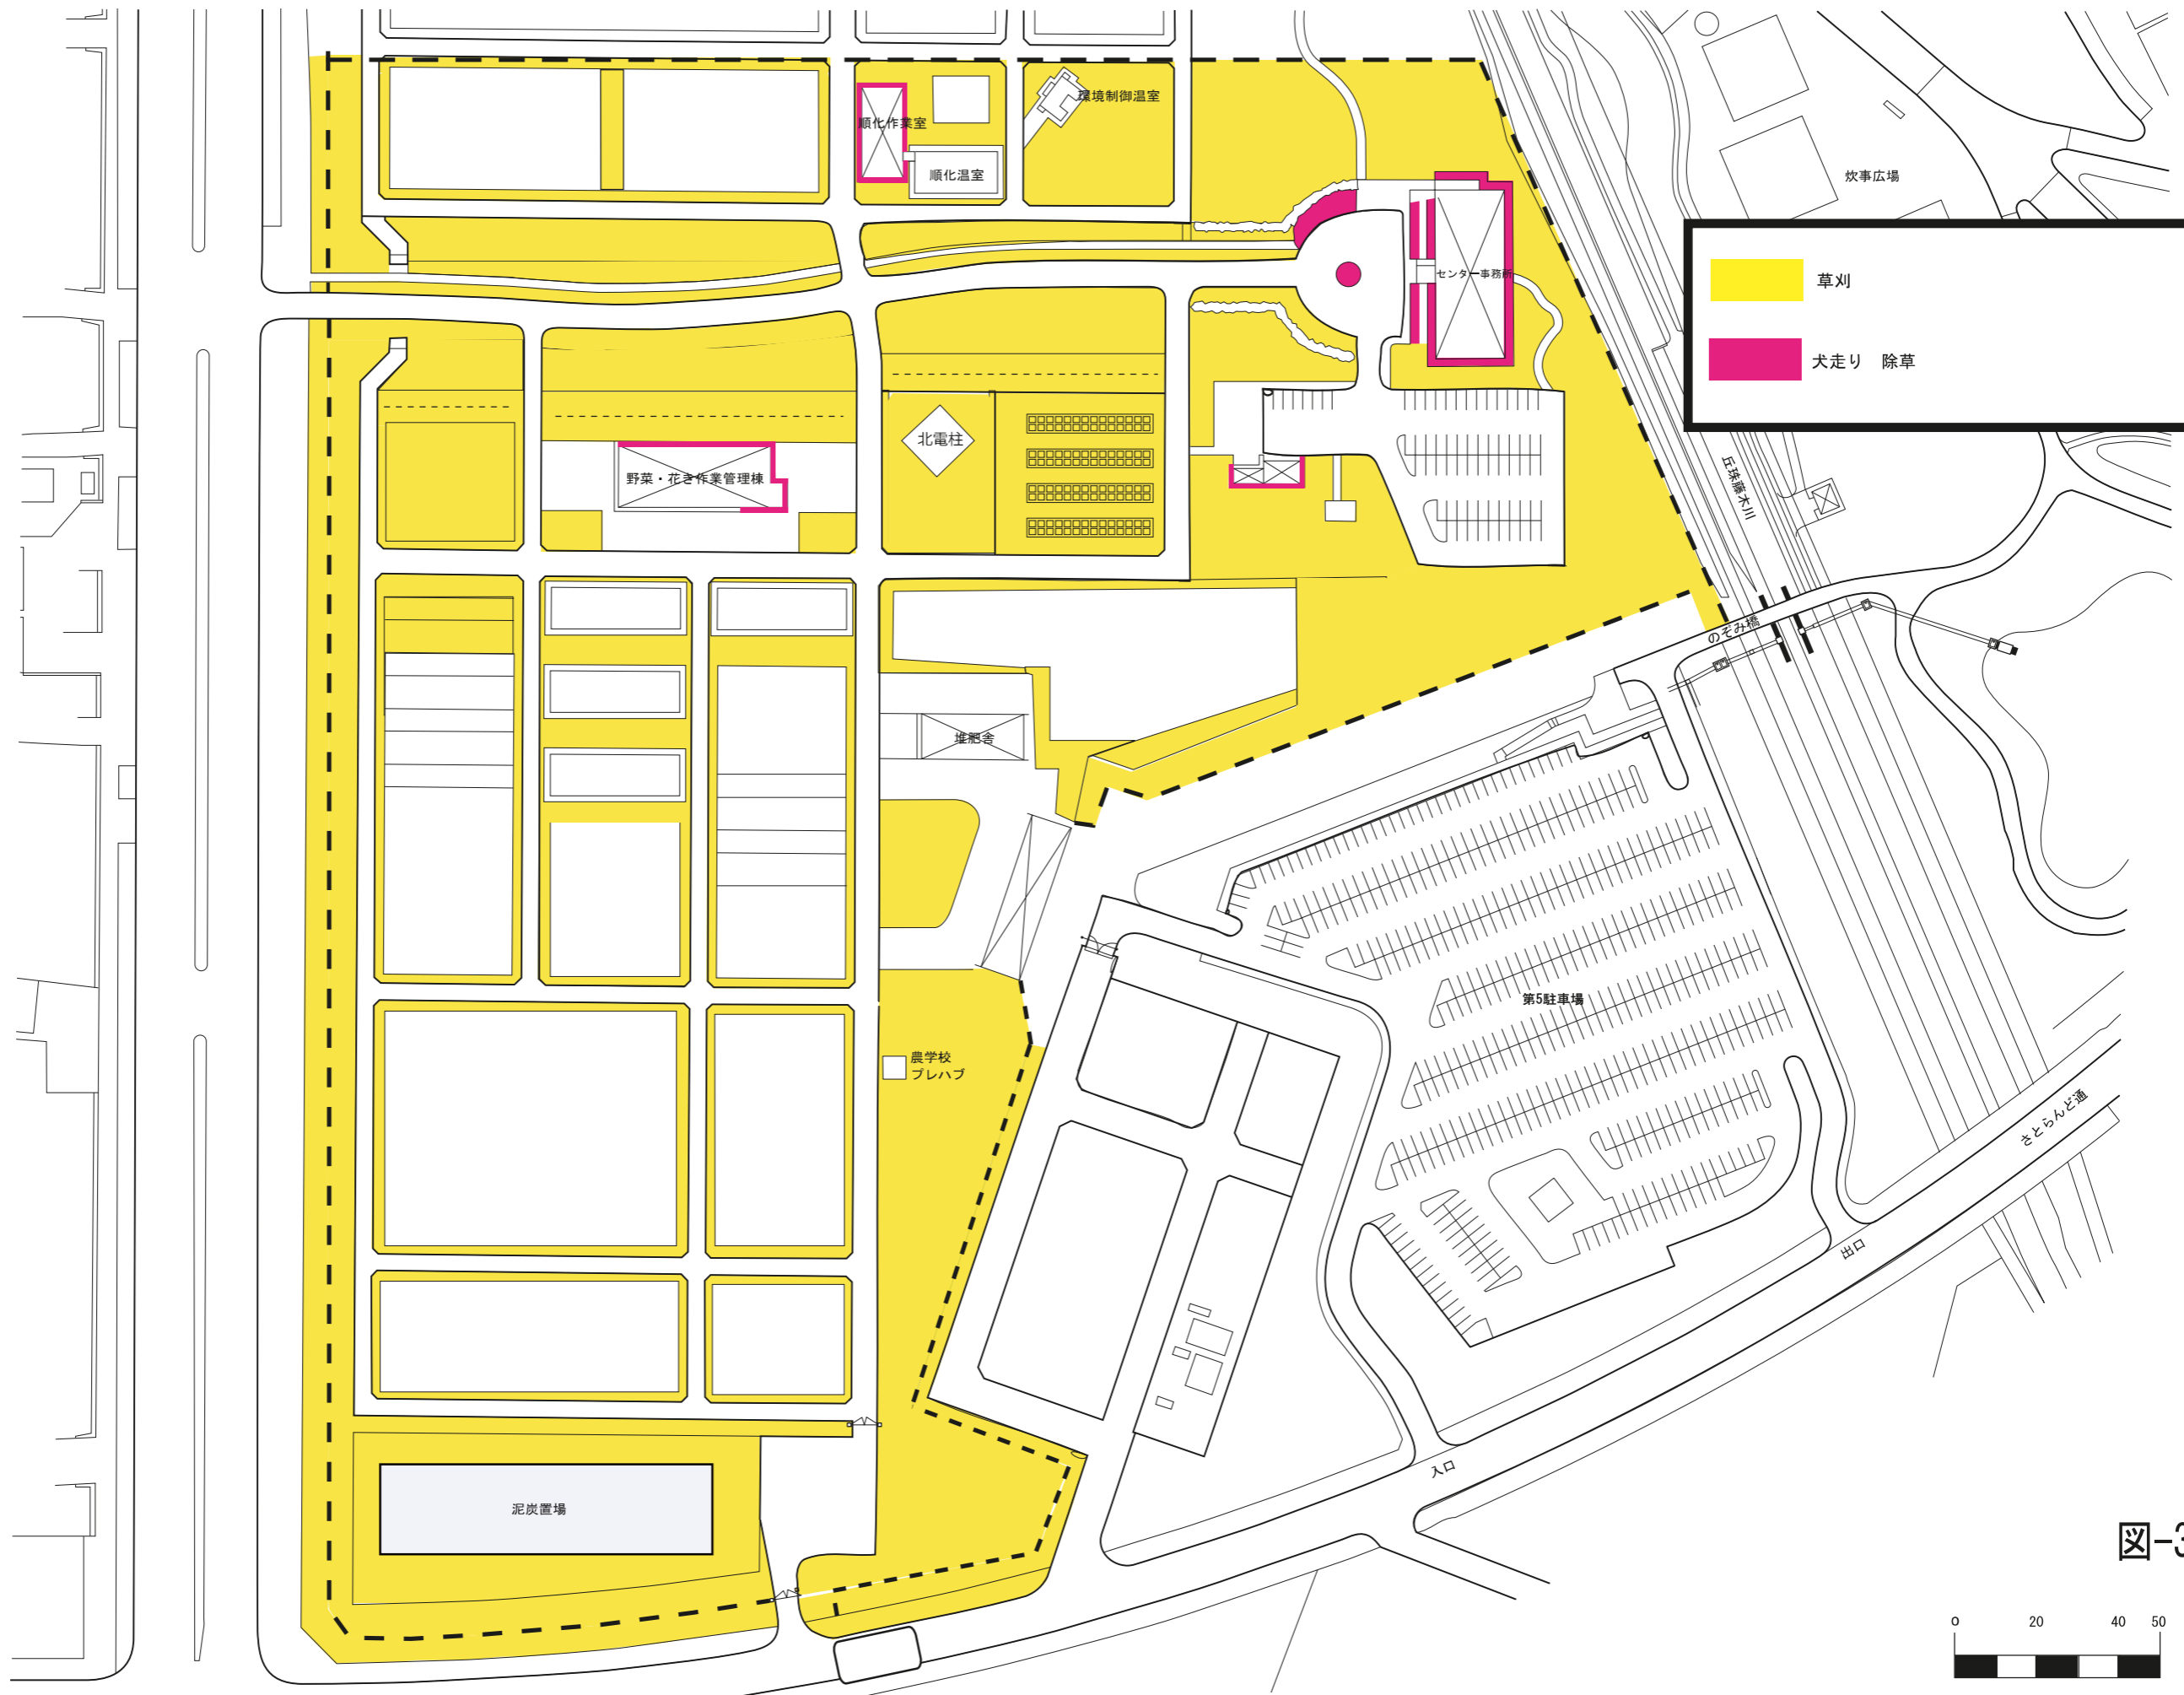 環境制御温室
順化作業室
順化温室
炊事広場
センター事務所
草刈
犬走り 除草
北電柱
野菜・花き作業管理棟
丘珠藤木川
のぞみ橋
堆肥舎
第5駐車場
農学校
プレハブ
さとらんど通
出口
入口
泥炭置場
図-3
0 20 40 50